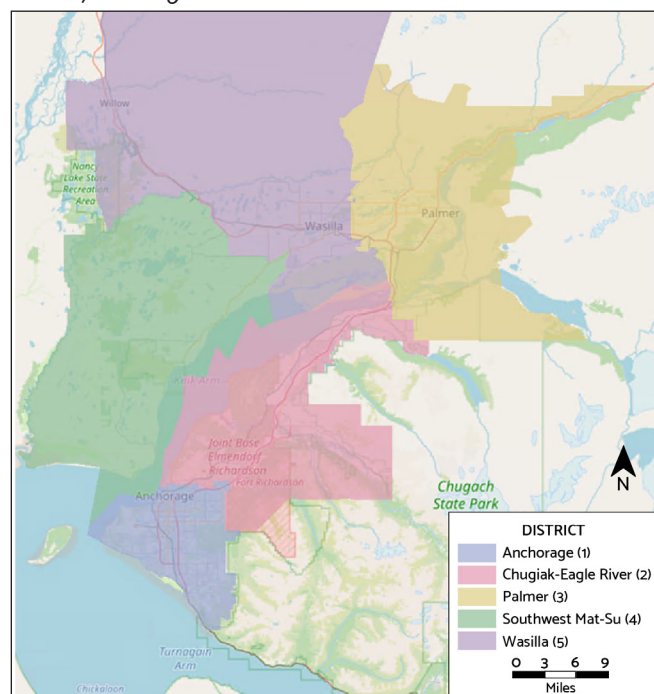 Willow
Nancy
Lake State
Recreation
Area
Wasilla
Palmer
Knik Arm
Joint Base
Elmendorf
- Richardson
Fort Richardson
Anchorage
Chugach
State Park
N
Turnagain
Arm
Chickaloon
DISTRICT
Anchorage (1)
Chugiak-Eagle River (2)
Palmer (3)
Southwest Mat-Su (4)
Wasilla (5)
0 3 6 9
Miles